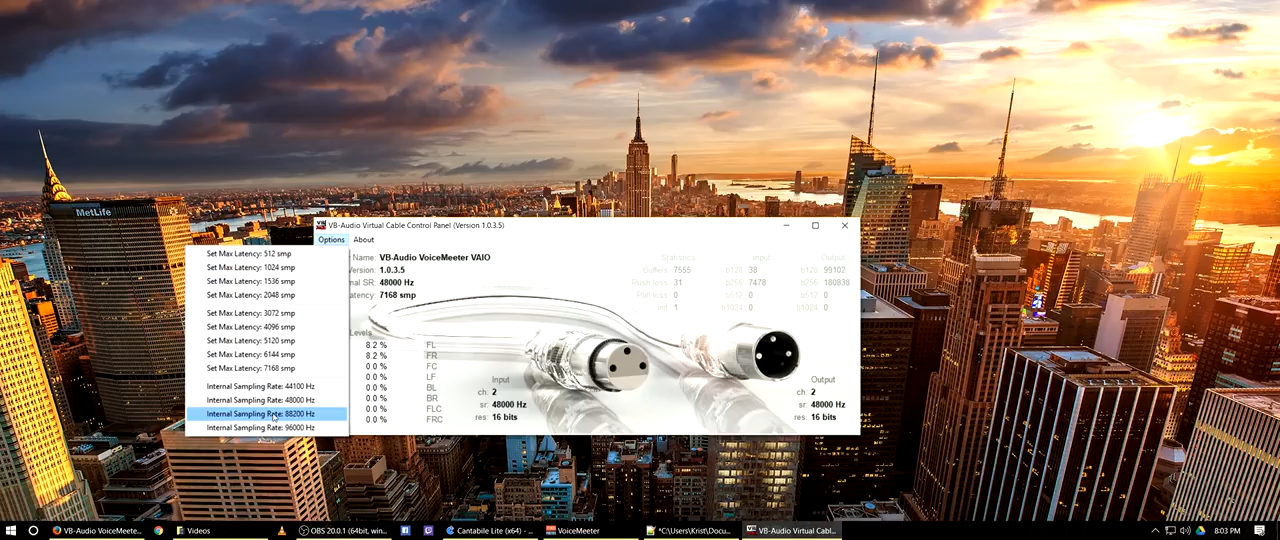 MetLife
VB-Audio Virtual Cable Control Panel (Version 1.0.3.5)
Options About
Set Max Latency: 512 smp
Set Max Latency: 1024 smp
Set Max Latency: 1536 smp
Set Max Latency: 2048 smp
Set Max Latency: 3072 smp
Set Max Latency: 4096 smp
Set Max Latency: 5120 smp
Set Max Latency: 6144 smp
Set Max Latency: 7168 smp
Internal Sampling Rate: 44100 Hz
Internal Sampling Rate: 48000 Hz
Internal Sampling Rate: 88200 Hz
Internal Sampling Rate: 96000 Hz
Name: VB-Audio VoiceMeeter VAIO
Version: 1.0.3.5
nal SR: 48000 Hz
atency: 7168 smp
Statistics Input Output
Buffers 7555 b128 38 b128 99102
Push loss 31 b256 7478 b256 180838
Pull loss 0 b512 0 b512 0
Init 1 b1024 0 b1024 0
Levels
8.2 % FL
8.2 % FR
0.0 % FC
0.0 % LF
0.0 % BL
0.0 % BR
0.0 % FLC
0.0 % FRC
Input
ch: 2
sr: 48000 Hz
res: 16 bits
Output
ch: 2
sr: 48000 Hz
res: 16 bits
VB-Audio VoiceMeete... Videos OBS 20.0.1 (64bit, win... Cantabile Lite (x64) - ... VoiceMeeter *C:\Users\Krist\Docu... VB-Audio Virtual Cabl... 8:03 PM